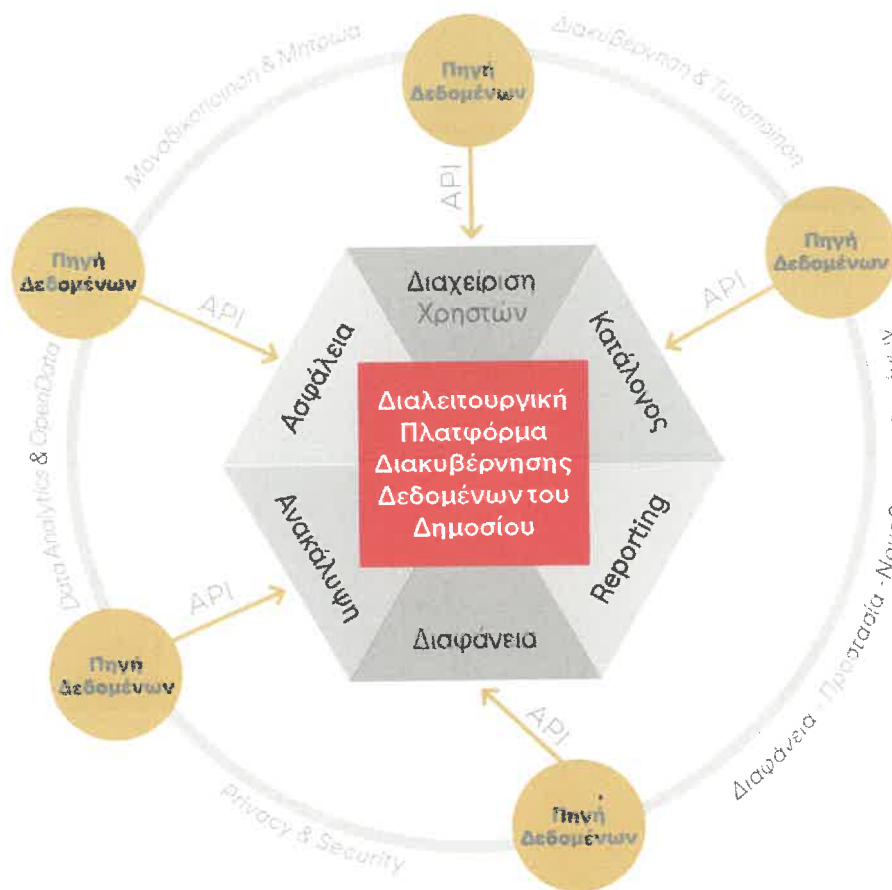 Μοναδικοποίηση & Μητρώα
Διακυβέρνηση & Τυποποίηση
Πηγή
Δεδομένων
API
Πηγή
Δεδομένων
API
Πηγή
Δεδομένων
API
Διαχείριση
Χρηστών
Ασφάλεια
Κατάλογος
Διαλειτουργική
Πλατφόρμα
Διακυβέρνησης
Δεδομένων του
Δημοσίου
Ανακάλυψη
Reporting
Διαφάνεια
Data Analytics & OpenData
API
Πηγή
Δεδομένων
API
Πηγή
Δεδομένων
Privacy & Security
Διαφάνεια - Προστασία -